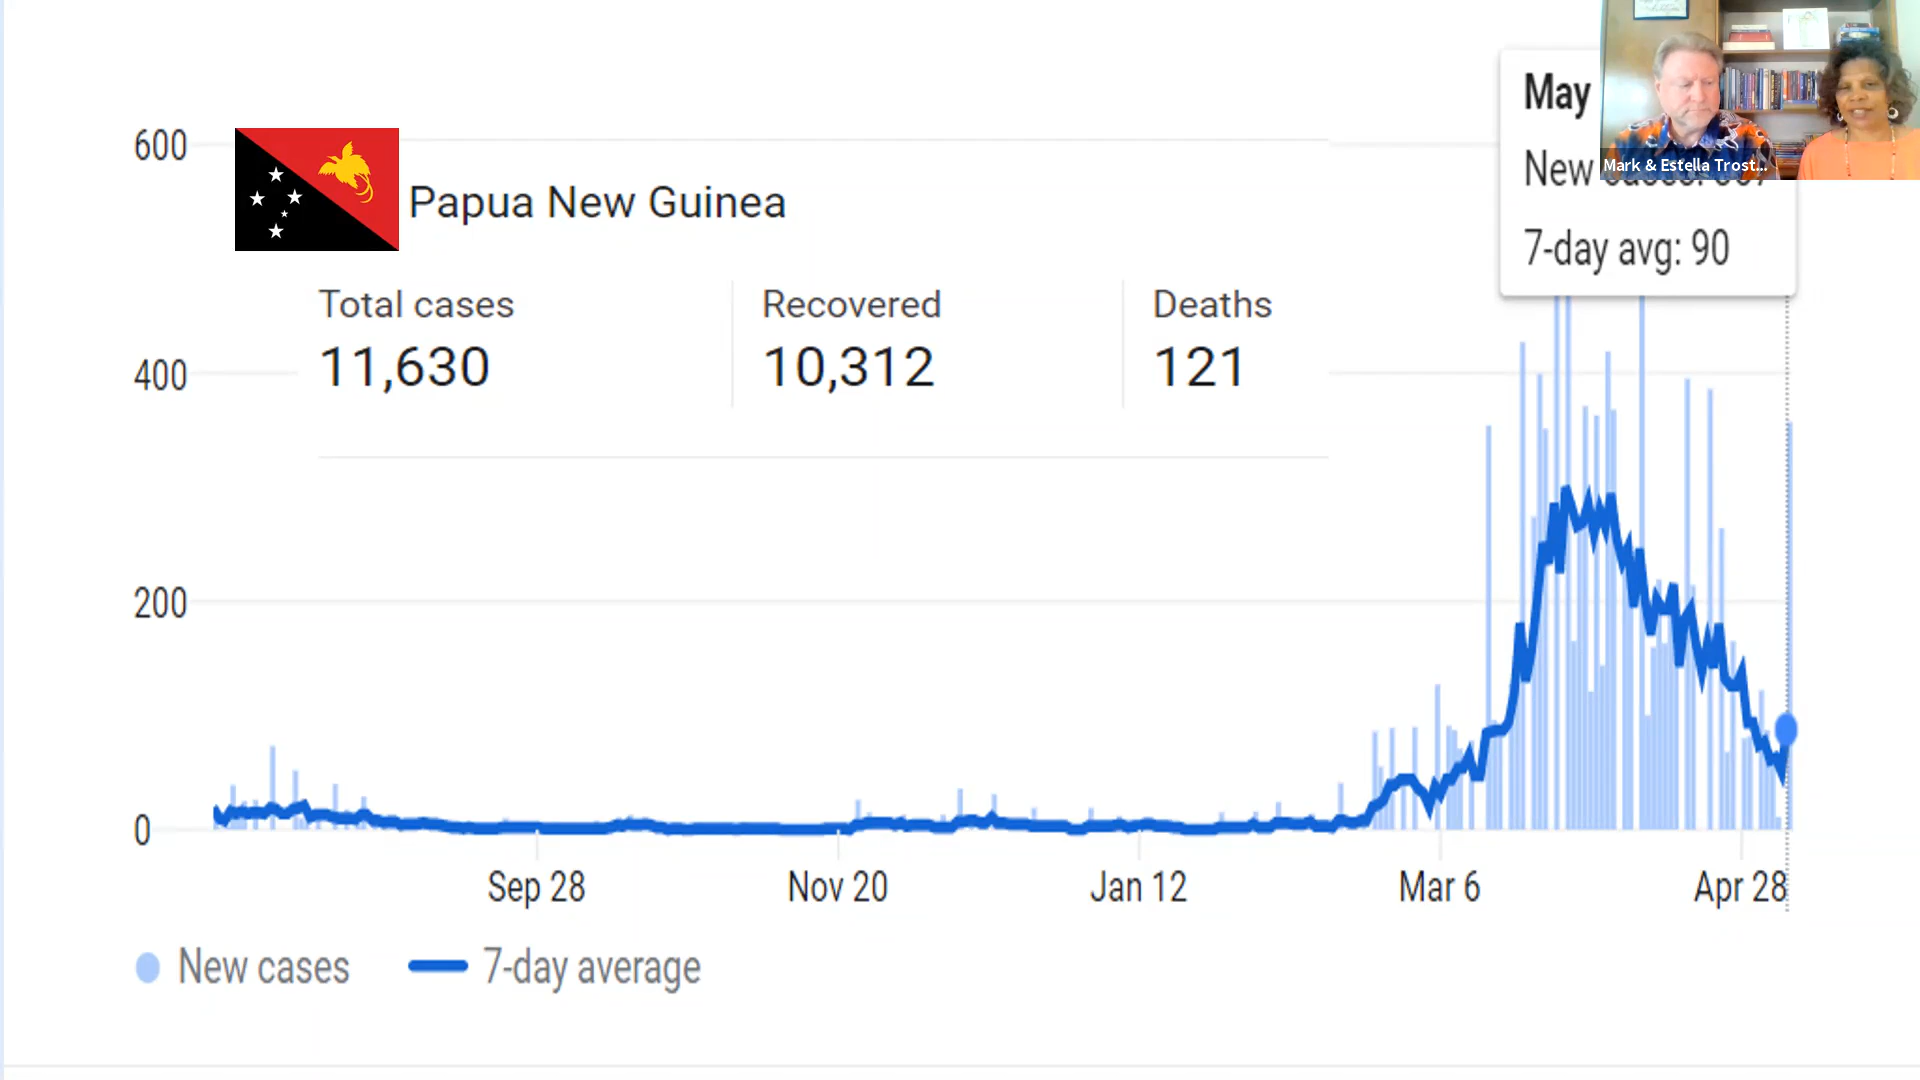 May
New cases:
7-day avg: 90
Mark & Estella Trost...
600
Papua New Guinea
Total cases
Recovered
Deaths
11,630
10,312
121
400
200
0
Sep 28
Nov 20
Jan 12
Mar 6
Apr 28
New cases
7-day average